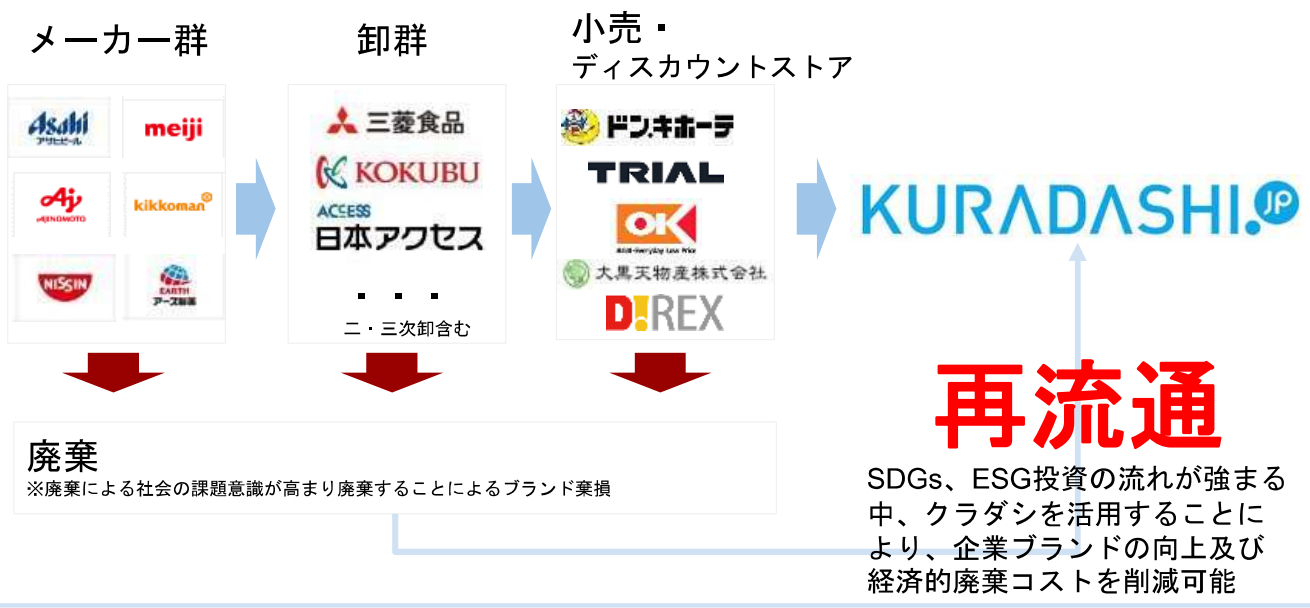 メーカー群
卸群
小売・
ディスカウントストア
Asahi
アサヒビール
meiji
Aj
AJINOMOTO
kikkoman
NISSIN
EARTH
アース製薬
三菱食品
KOKUBU
ACCESS
日本アクセス
・・・
二・三次卸含む
ドン.キホーテ
TRIAL
OK
大黒天物産株式会社
D!REX
KURADASHI.JP
再流通
SDGs、ESG投資の流れが強まる
中、クラダシを活用することに
より、企業ブランドの向上及び
経済的廃棄コストを削減可能
廃棄
※廃棄による社会の課題意識が高まり廃棄することによるブランド棄損